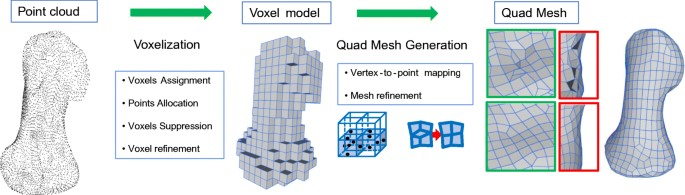 Point cloud
Voxel model
Quad Mesh
Voxelization
Quad Mesh Generation
• Voxels Assignment
• Points Allocation
• Voxels Suppression
• Voxel refinement
• Vertex-to-point mapping
• Mesh refinement